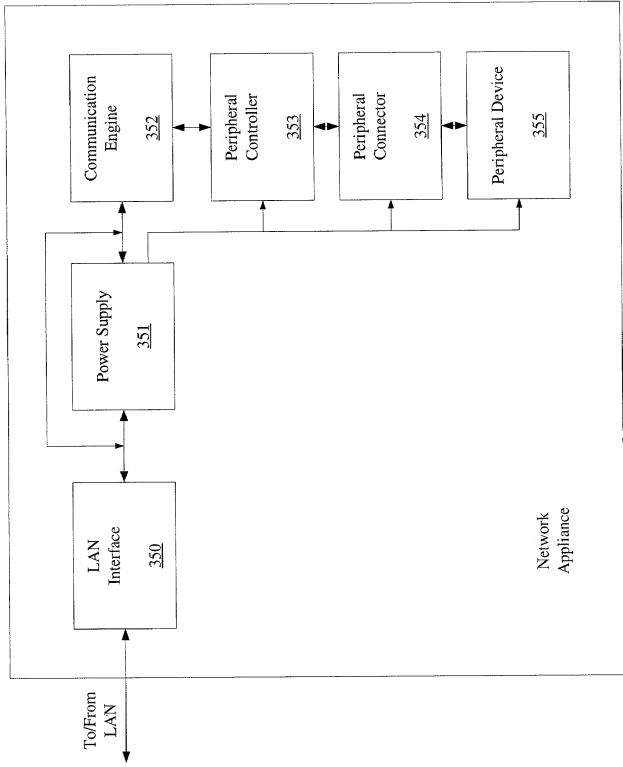 To/From
LAN
LAN
Interface
350
Power Supply
351
Communication
Engine
352
Peripheral
Controller
353
Peripheral
Connector
354
Peripheral Device
355
Network
Appliance